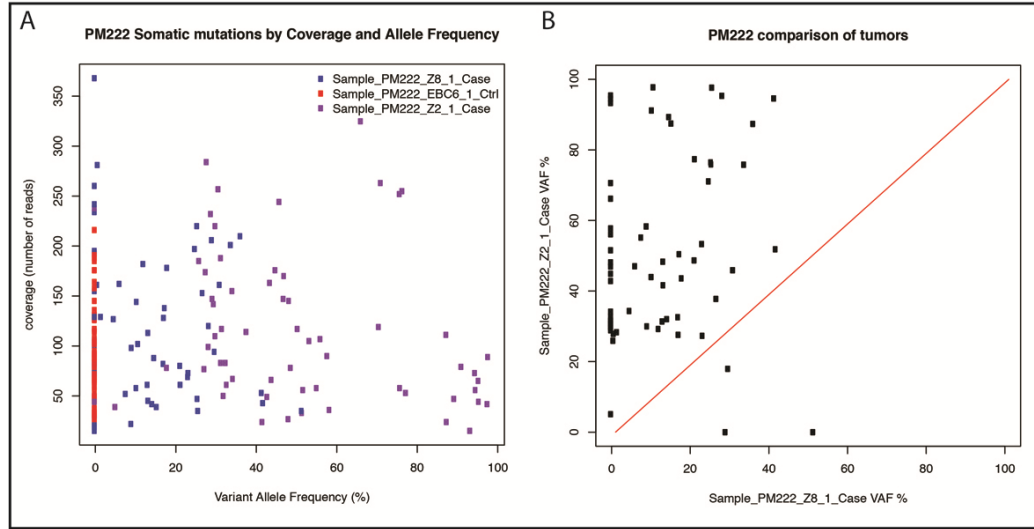 A
PM222 Somatic mutations by Coverage and Allele Frequency
Sample_PM222_Z8_1_Case
Sample_PM222_EBC6_1_Ctrl
Sample_PM222_Z2_1_Case
coverage (number of reads)
350
300
250
200
150
100
50
0 20 40 60 80 100
Variant Allele Frequency (%)
B
PM222 comparison of tumors
Sample_PM222_Z2_1_Case VAF %
100
80
60
40
20
0
0 20 40 60 80 100
Sample_PM222_Z8_1_Case VAF %